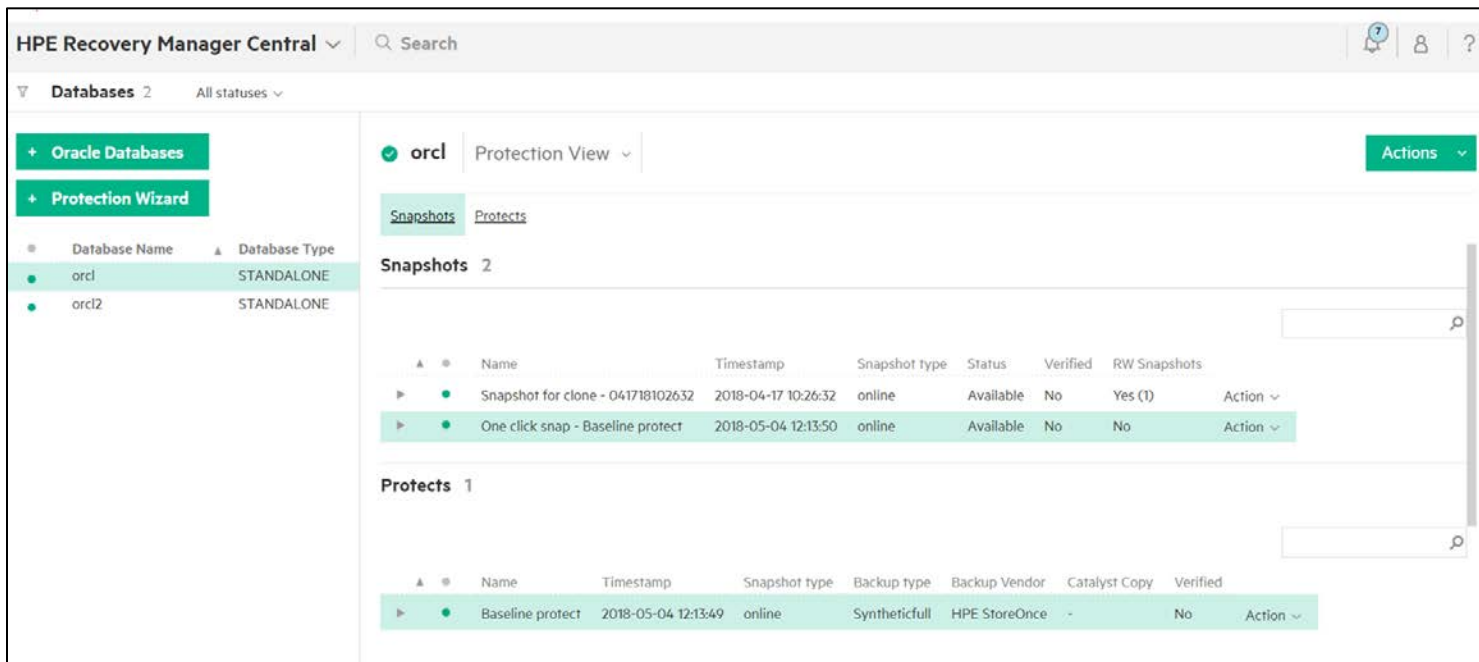 HPE Recovery Manager Central Search 7 ?
Databases 2 All statuses
+ Oracle Databases
+ Protection Wizard
Database Name Database Type
orcl STANDALONE
orcl2 STANDALONE
orcl Protection View Actions
Snapshots Protects
Snapshots 2
Name Timestamp Snapshot type Status Verified RW Snapshots
Snapshot for clone - 041718102632 2018-04-17 10:26:32 online Available No Yes (1) Action
One click snap - Baseline protect 2018-05-04 12:13:50 online Available No No Action
Protects 1
Name Timestamp Snapshot type Backup type Backup Vendor Catalyst Copy Verified
Baseline protect 2018-05-04 12:13:49 online Syntheticfull HPE StoreOnce - No Action